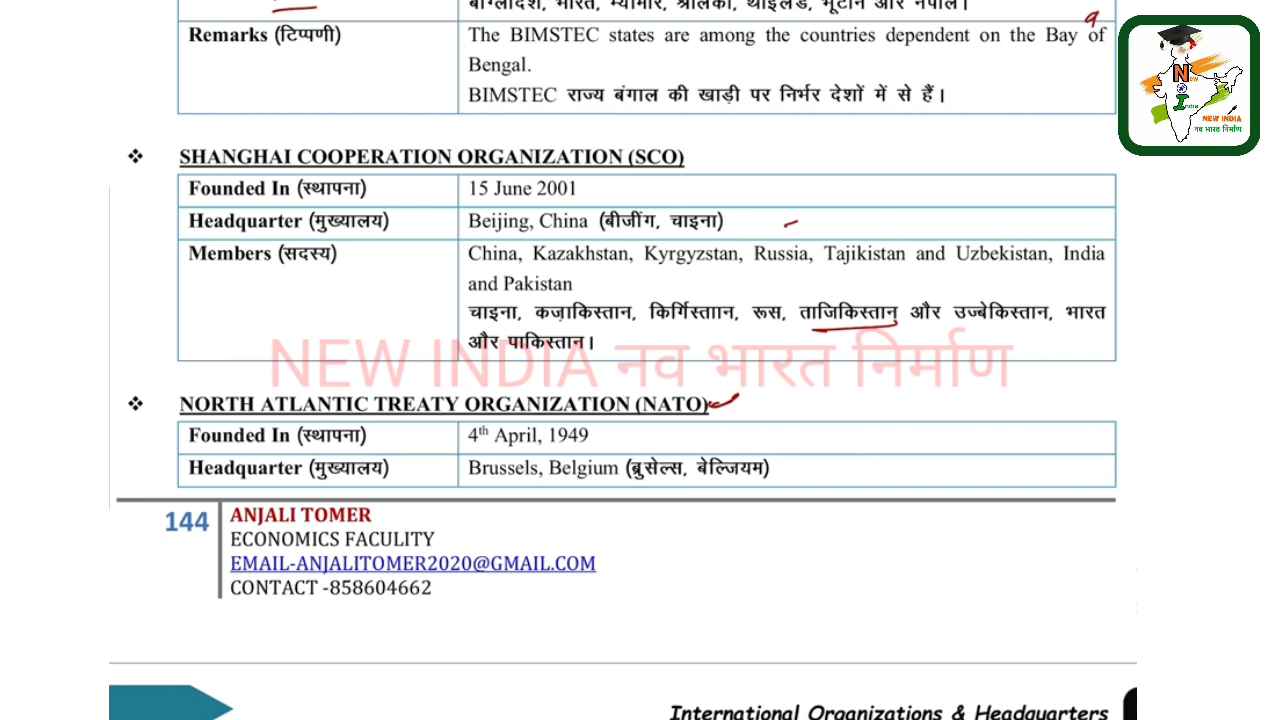 बांग्लादेश, भारत, म्यांमार, श्रीलंका, थाईलैंड, भूटान और नेपाल।
Remarks (टिप्पणी)
The BIMSTEC states are among the countries dependent on the Bay of
Bengal.
BIMSTEC राज्य बंगाल की खाड़ी पर निर्भर देशों में से हैं।
❖ SHANGHAI COOPERATION ORGANIZATION (SCO)
Founded In (स्थापना) 15 June 2001
Headquarter (मुख्यालय) Beijing, China (बीजींग, चाइना)
Members (सदस्य) China, Kazakhstan, Kyrgyzstan, Russia, Tajikistan and Uzbekistan, India
and Pakistan
चाइना, कज़ाकिस्तान, किर्गिस्ताान, रूस, ताजिकिस्तान और उज्बेकिस्तान, भारत
और पाकिस्तान।
NEW INDIA नव भारत निर्माण
❖ NORTH ATLANTIC TREATY ORGANIZATION (NATO)
Founded In (स्थापना) 4th April, 1949
Headquarter (मुख्यालय) Brussels, Belgium (ब्रुसेल्स, बेल्जियम)
144
ANJALI TOMER
ECONOMICS FACULITY
EMAIL-ANJALITOMER2020@GMAIL.COM
CONTACT -858604662
International Organizations & Headquarters
New
India
NEW INDIA
नव भारत निर्माण